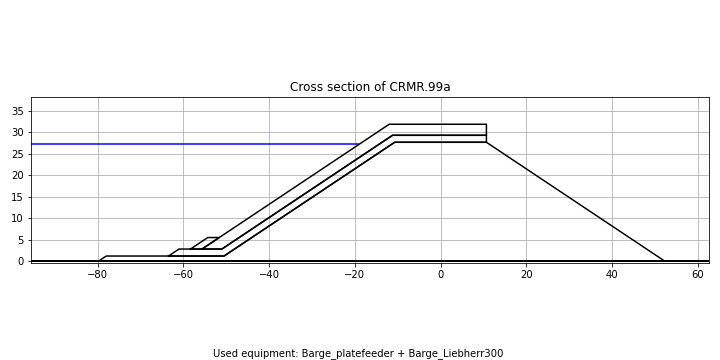 Cross section of CRMR.99a
35
30
25
20
15
10
5
0
−80 −60 −40 −20 0 20 40 60
Used equipment: Barge_platefeeder + Barge_Liebherr300